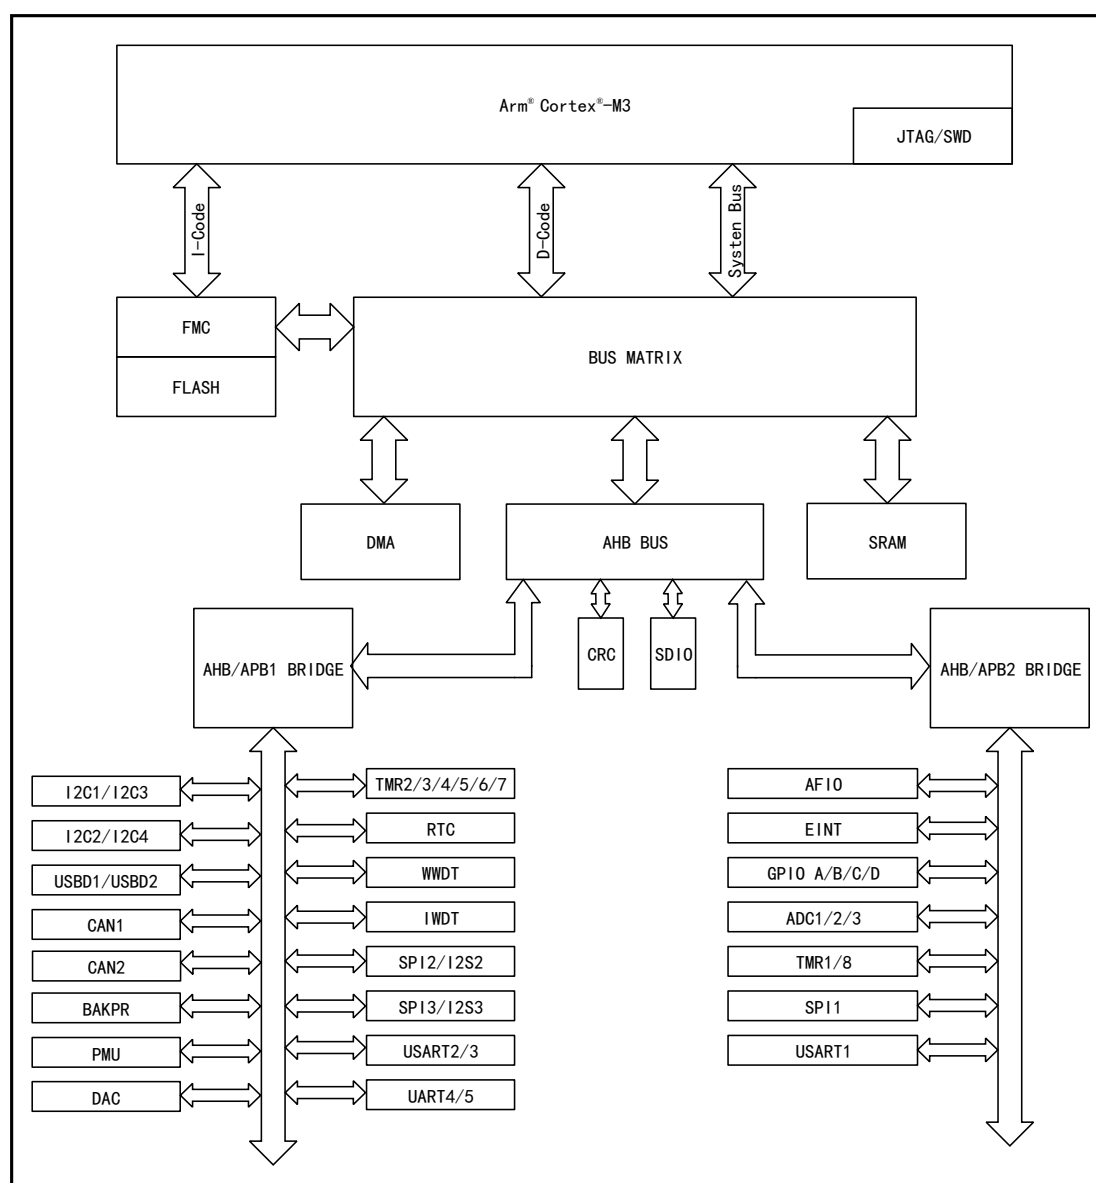 Arm® Cortex®-M3
JTAG/SWD
I-Code
D-Code
Systen Bus
FMC
BUS MATRIX
FLASH
DMA
AHB BUS
SRAM
CRC
SDIO
AHB/APB1 BRIDGE
AHB/APB2 BRIDGE
I2C1/I2C3
TMR2/3/4/5/6/7
AFIO
I2C2/I2C4
RTC
EINT
USBD1/USBD2
WWDT
GPIO A/B/C/D
CAN1
IWDT
ADC1/2/3
CAN2
SPI2/I2S2
TMR1/8
BAKPR
SPI3/I2S3
SPI1
PMU
USART2/3
USART1
DAC
UART4/5